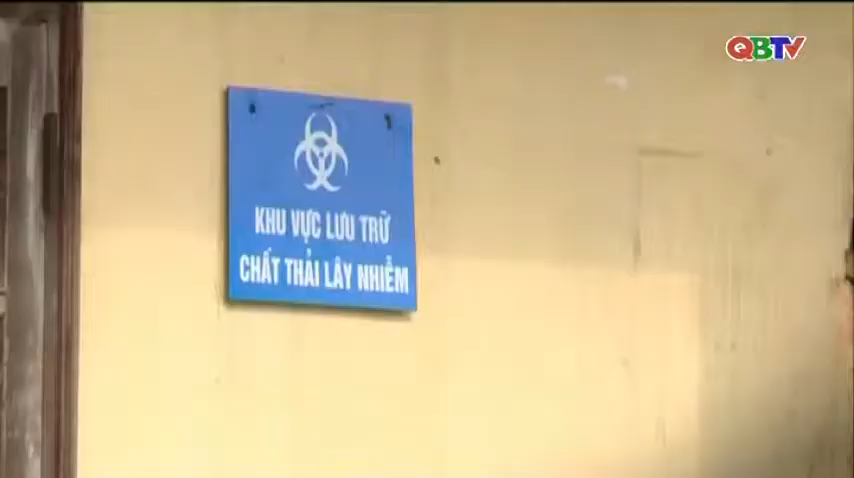 QBTV
KHU VỰC LƯU TRỮ
CHẤT THẢI LÂY NHIỄM